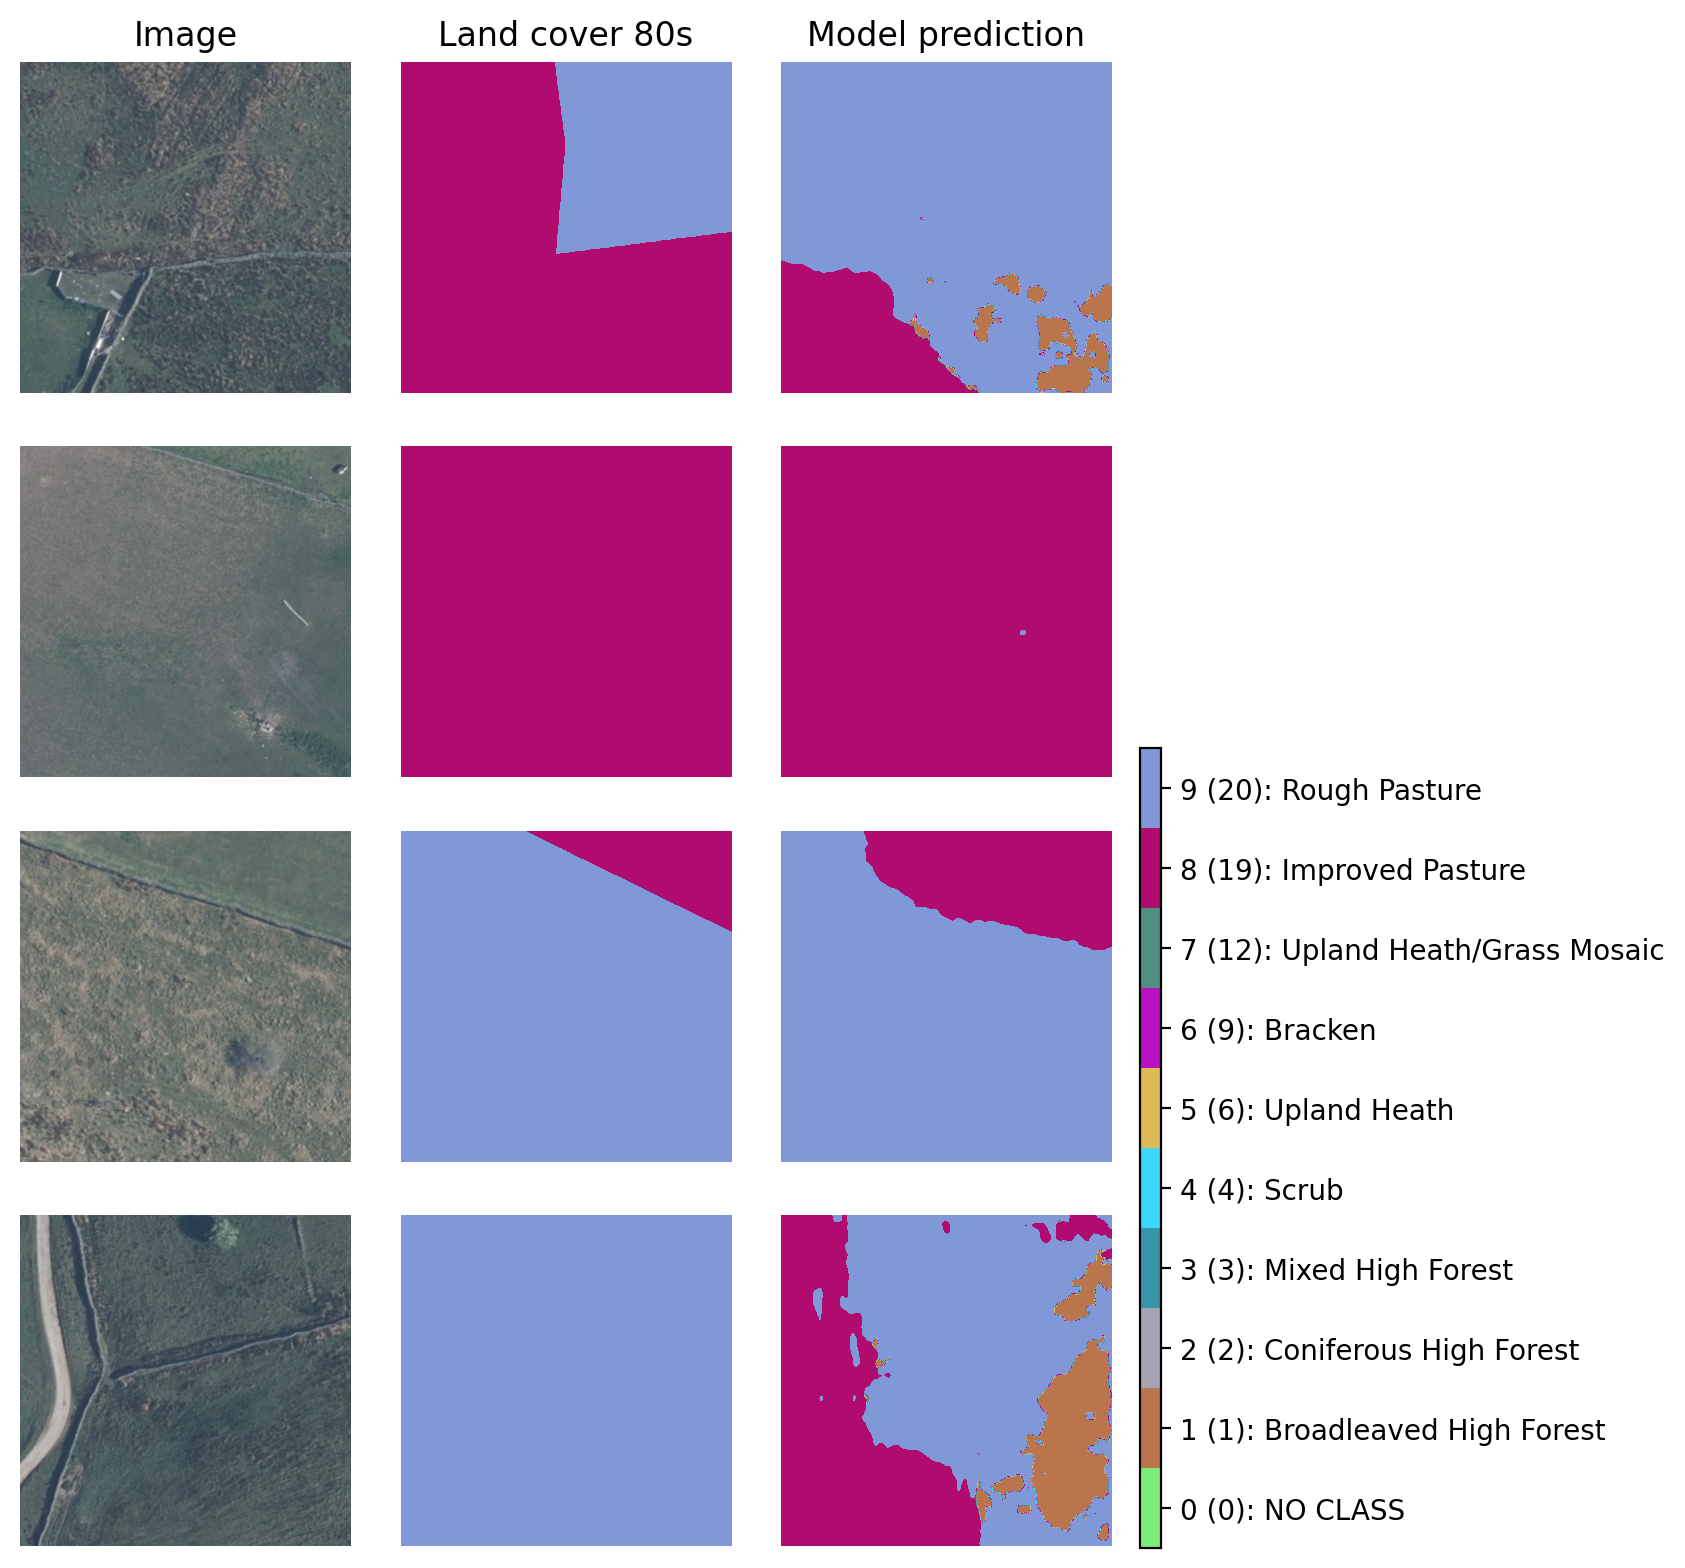 Image
Land cover 80s
Model prediction
9 (20): Rough Pasture
8 (19): Improved Pasture
7 (12): Upland Heath/Grass Mosaic
6 (9): Bracken
5 (6): Upland Heath
4 (4): Scrub
3 (3): Mixed High Forest
2 (2): Coniferous High Forest
1 (1): Broadleaved High Forest
0 (0): NO CLASS